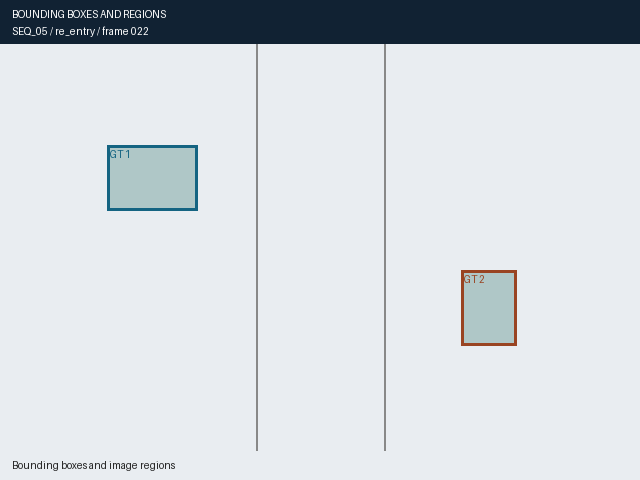 BOUNDING BOXES AND REGIONS
SEQ_05 / re_entry / frame 022
GT1
GT2
Bounding boxes and image regions